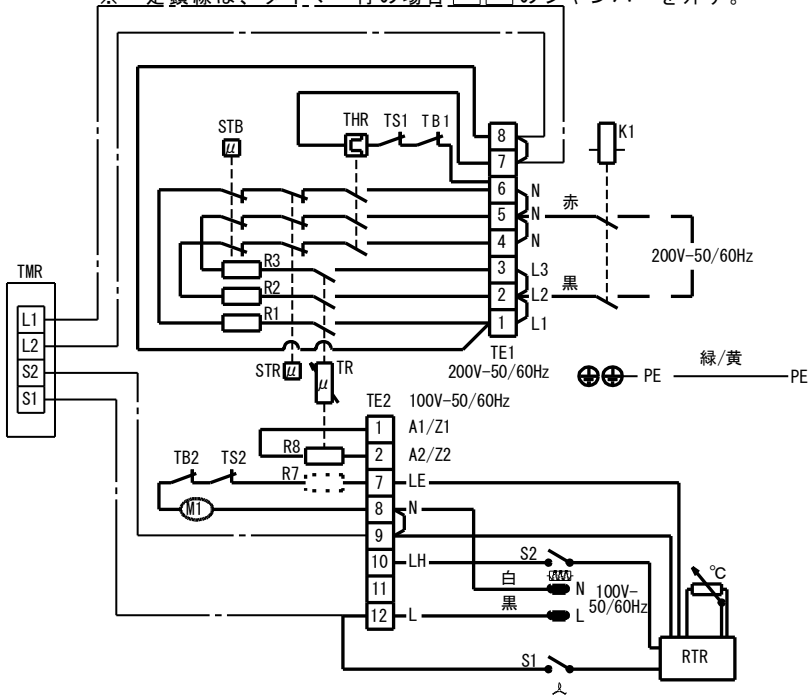 TMR
L1
L2
S2
S1
STB
μ
THR
TS1
TB1
8
7
6
5
4
3
2
1
N
N
N
L3
L2
L1
赤
黒
K1
200V-50/60Hz
R3
R2
R1
STR
μ
TR
μ
TE1
200V-50/60Hz
PE
緑/黄
PE
TE2
100V-50/60Hz
1
A1/Z1
2
A2/Z2
7
LE
8
N
9
10
LH
11
12
L
R8
R7
TB2
TS2
M1
S2
白
N
黒
L
100V-
50/60Hz
S1
℃
RTR